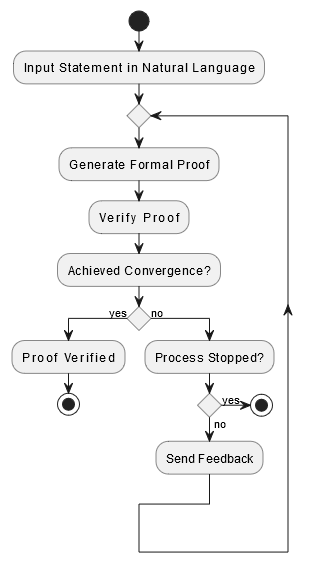 Input Statement in Natural Language
Generate Formal Proof
Verify Proof
Achieved Convergence?
yes
no
Proof Verified
Process Stopped?
yes
no
Send Feedback